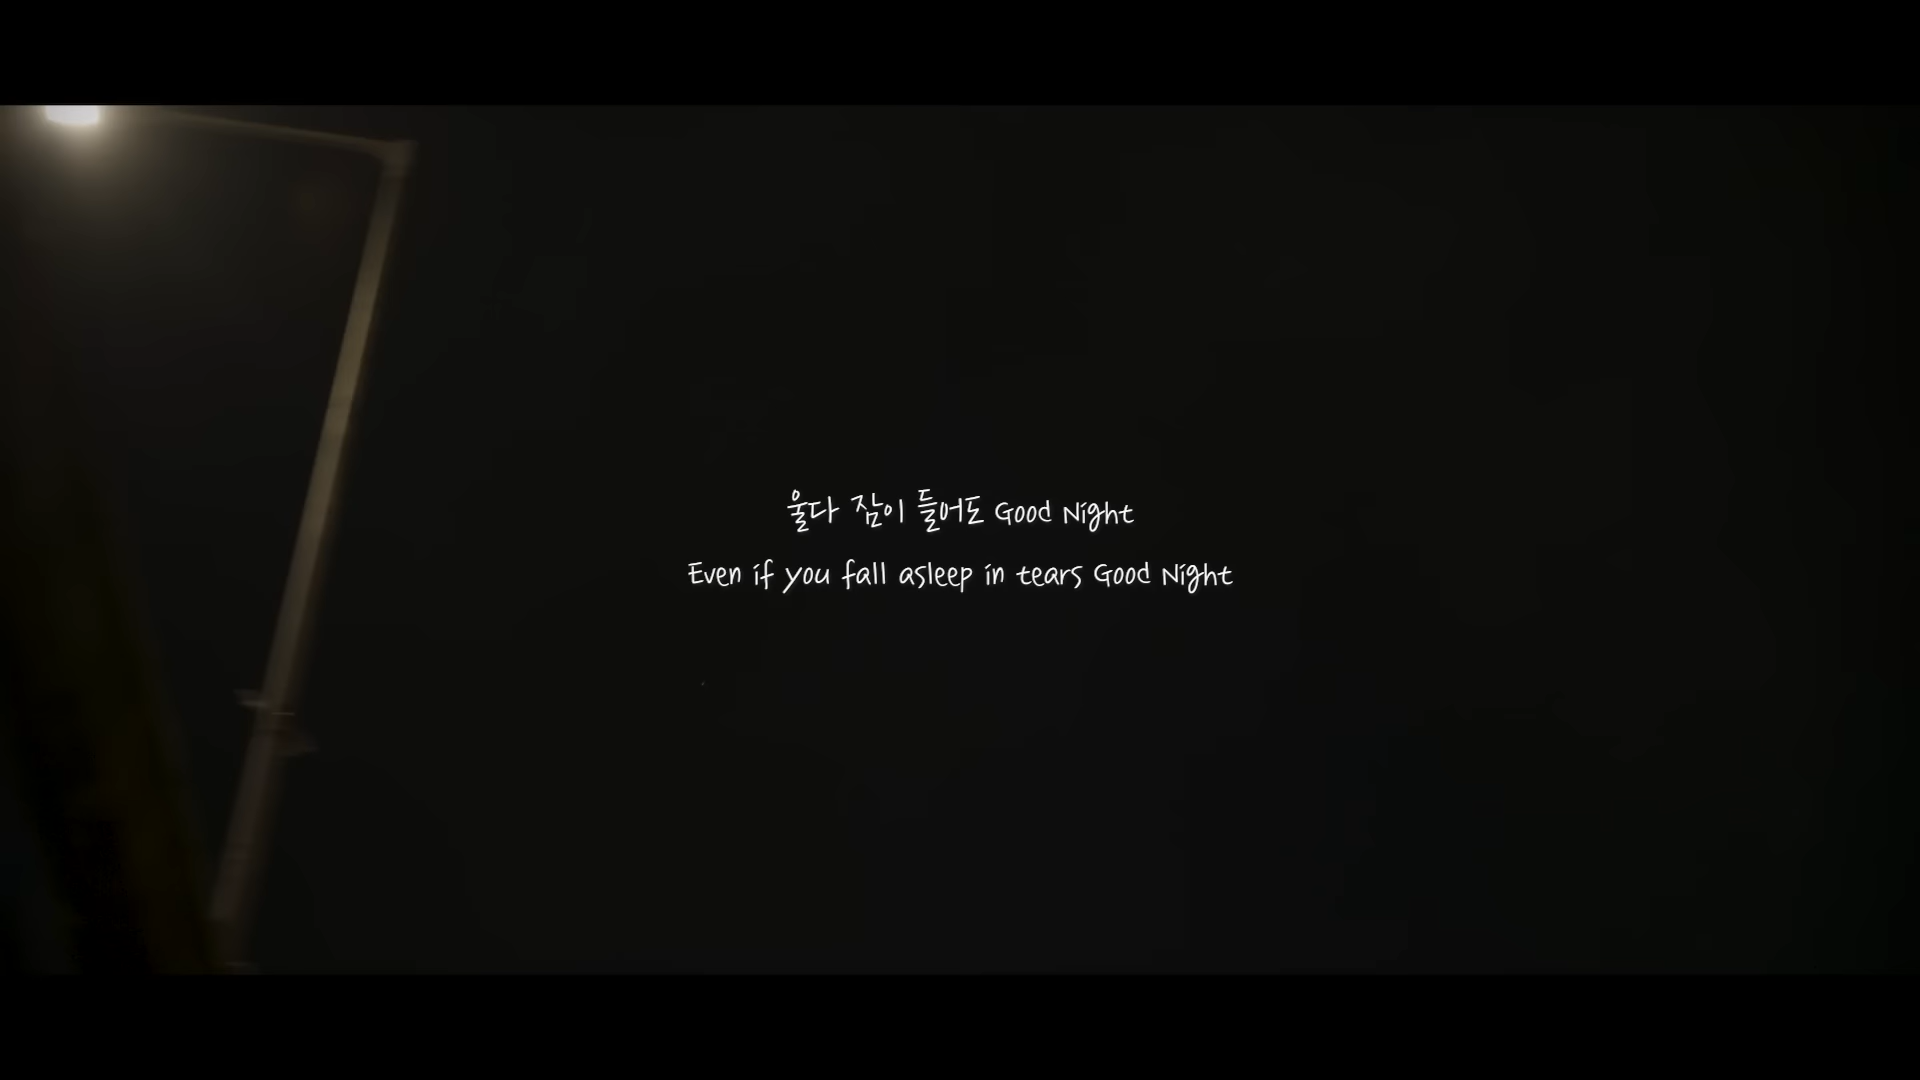 울다 잠이 들어도 Good Night
Even if you fall asleep in tears Good Night